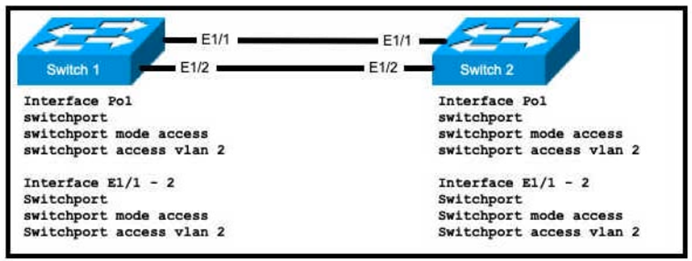 E1/1 E1/1
Switch 1 E1/2 E1/2 Switch 2
Interface Po1
switchport
switchport mode access
switchport access vlan 2
Interface E1/1 - 2
Switchport
switchport mode access
Switchport access vlan 2
Interface Po1
switchport
switchport mode access
switchport access vlan 2
Interface E1/1 - 2
Switchport
Switchport mode access
Switchport access vlan 2